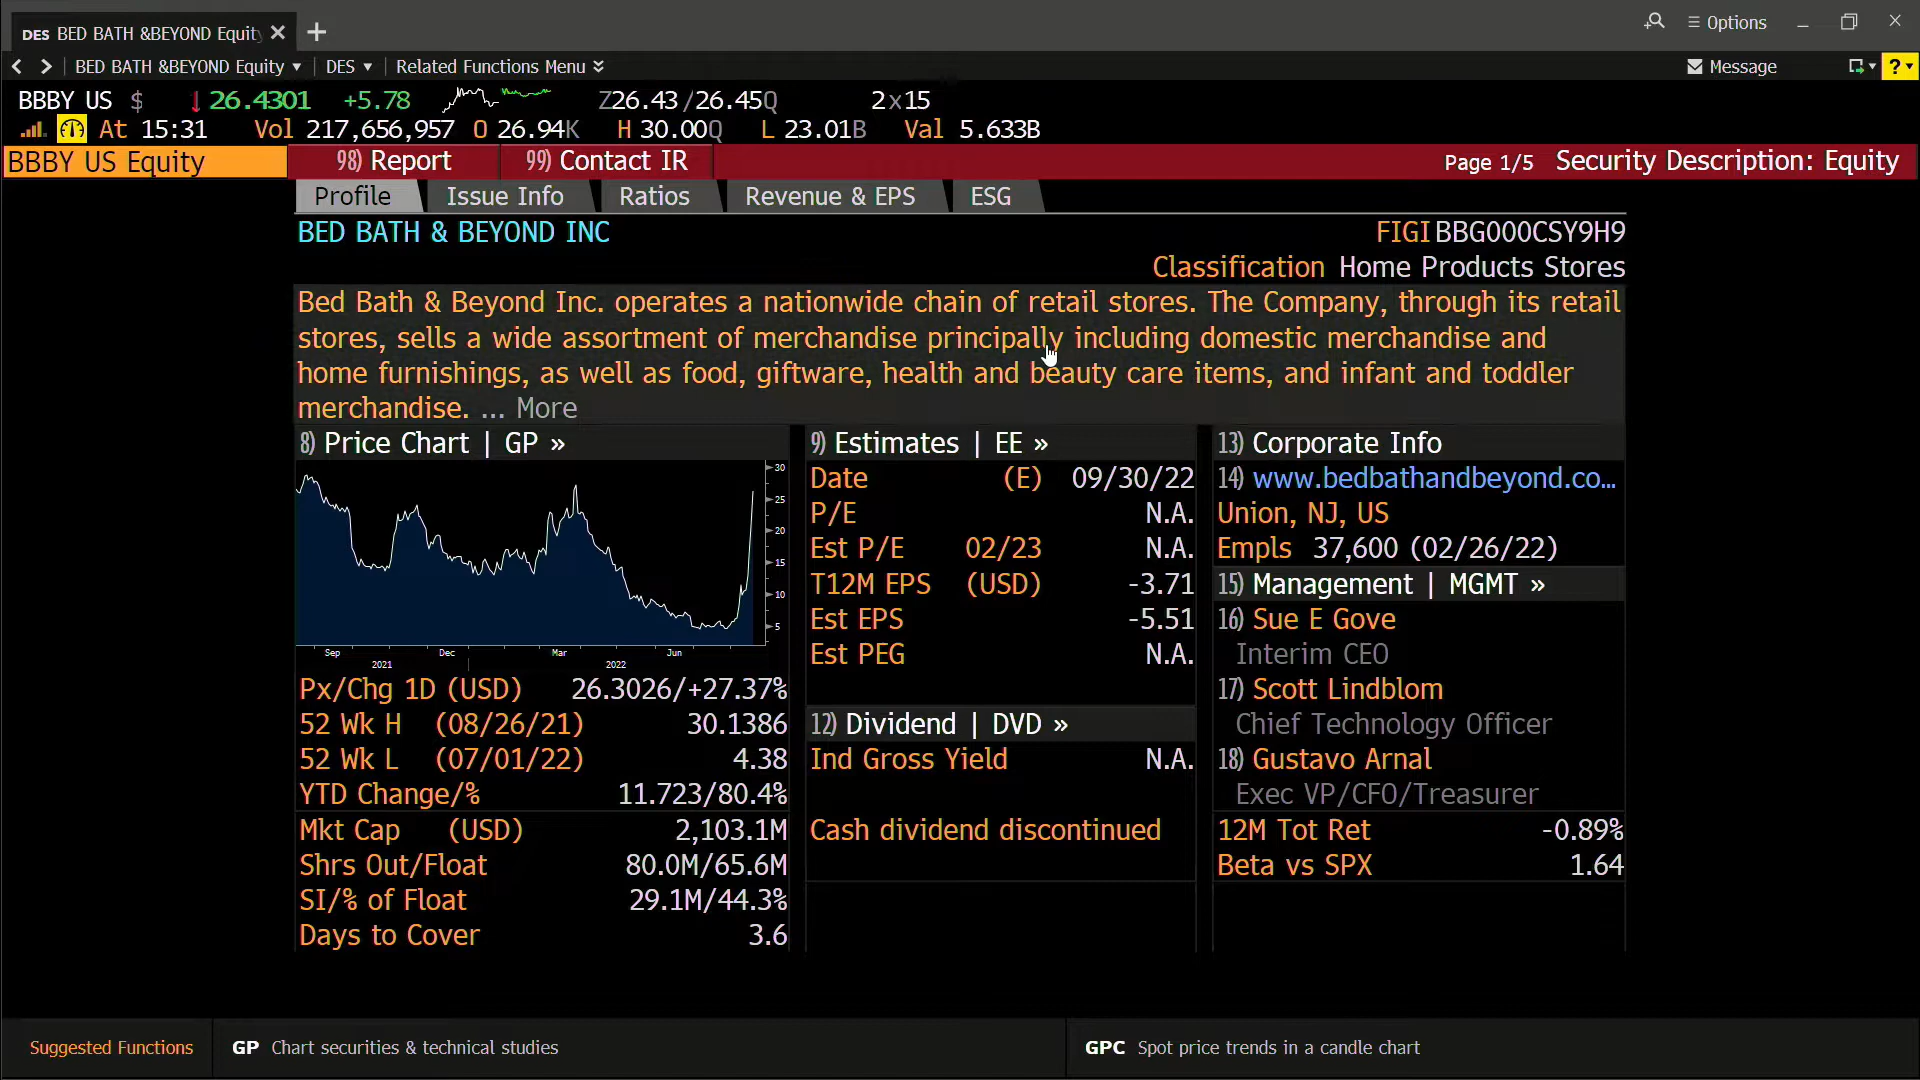 DES BED BATH &BEYOND Equit
Options
BED BATH &BEYOND Equity DES Related Functions Menu Message ?
BBBY US $ 26.4301 +5.78 Z26.43/26.45Q 2x15
At 15:31 Vol 217,656,957 O 26.94K H 30.00Q L 23.01B Val 5.633B
BBBY US Equity 98) Report 99) Contact IR Page 1/5 Security Description: Equity
Profile Issue Info Ratios Revenue & EPS ESG
BED BATH & BEYOND INC FIGI BBG000CSY9H9
Classification Home Products Stores
Bed Bath & Beyond Inc. operates a nationwide chain of retail stores. The Company, through its retail
stores, sells a wide assortment of merchandise principally including domestic merchandise and
home furnishings, as well as food, giftware, health and beauty care items, and infant and toddler
merchandise. ... More
8) Price Chart | GP »
30
25
20
15
10
5
Sep Dec Mar Jun
2021 2022
Px/Chg 1D (USD) 26.3026/+27.37%
52 Wk H (08/26/21) 30.1386
52 Wk L (07/01/22) 4.38
YTD Change/% 11.723/80.4%
Mkt Cap (USD) 2,103.1M
Shrs Out/Float 80.0M/65.6M
SI/% of Float 29.1M/44.3%
Days to Cover 3.6
9) Estimates | EE »
Date (E) 09/30/22
P/E N.A.
Est P/E 02/23 N.A.
T12M EPS (USD) -3.71
Est EPS -5.51
Est PEG N.A.
12) Dividend | DVD »
Ind Gross Yield N.A.
Cash dividend discontinued
13) Corporate Info
14) www.bedbathandbeyond.co...
Union, NJ, US
Empls 37,600 (02/26/22)
15) Management | MGMT »
16) Sue E Gove
Interim CEO
17) Scott Lindblom
Chief Technology Officer
18) Gustavo Arnal
Exec VP/CFO/Treasurer
12M Tot Ret -0.89%
Beta vs SPX 1.64
Suggested Functions GP Chart securities & technical studies GPC Spot price trends in a candle chart